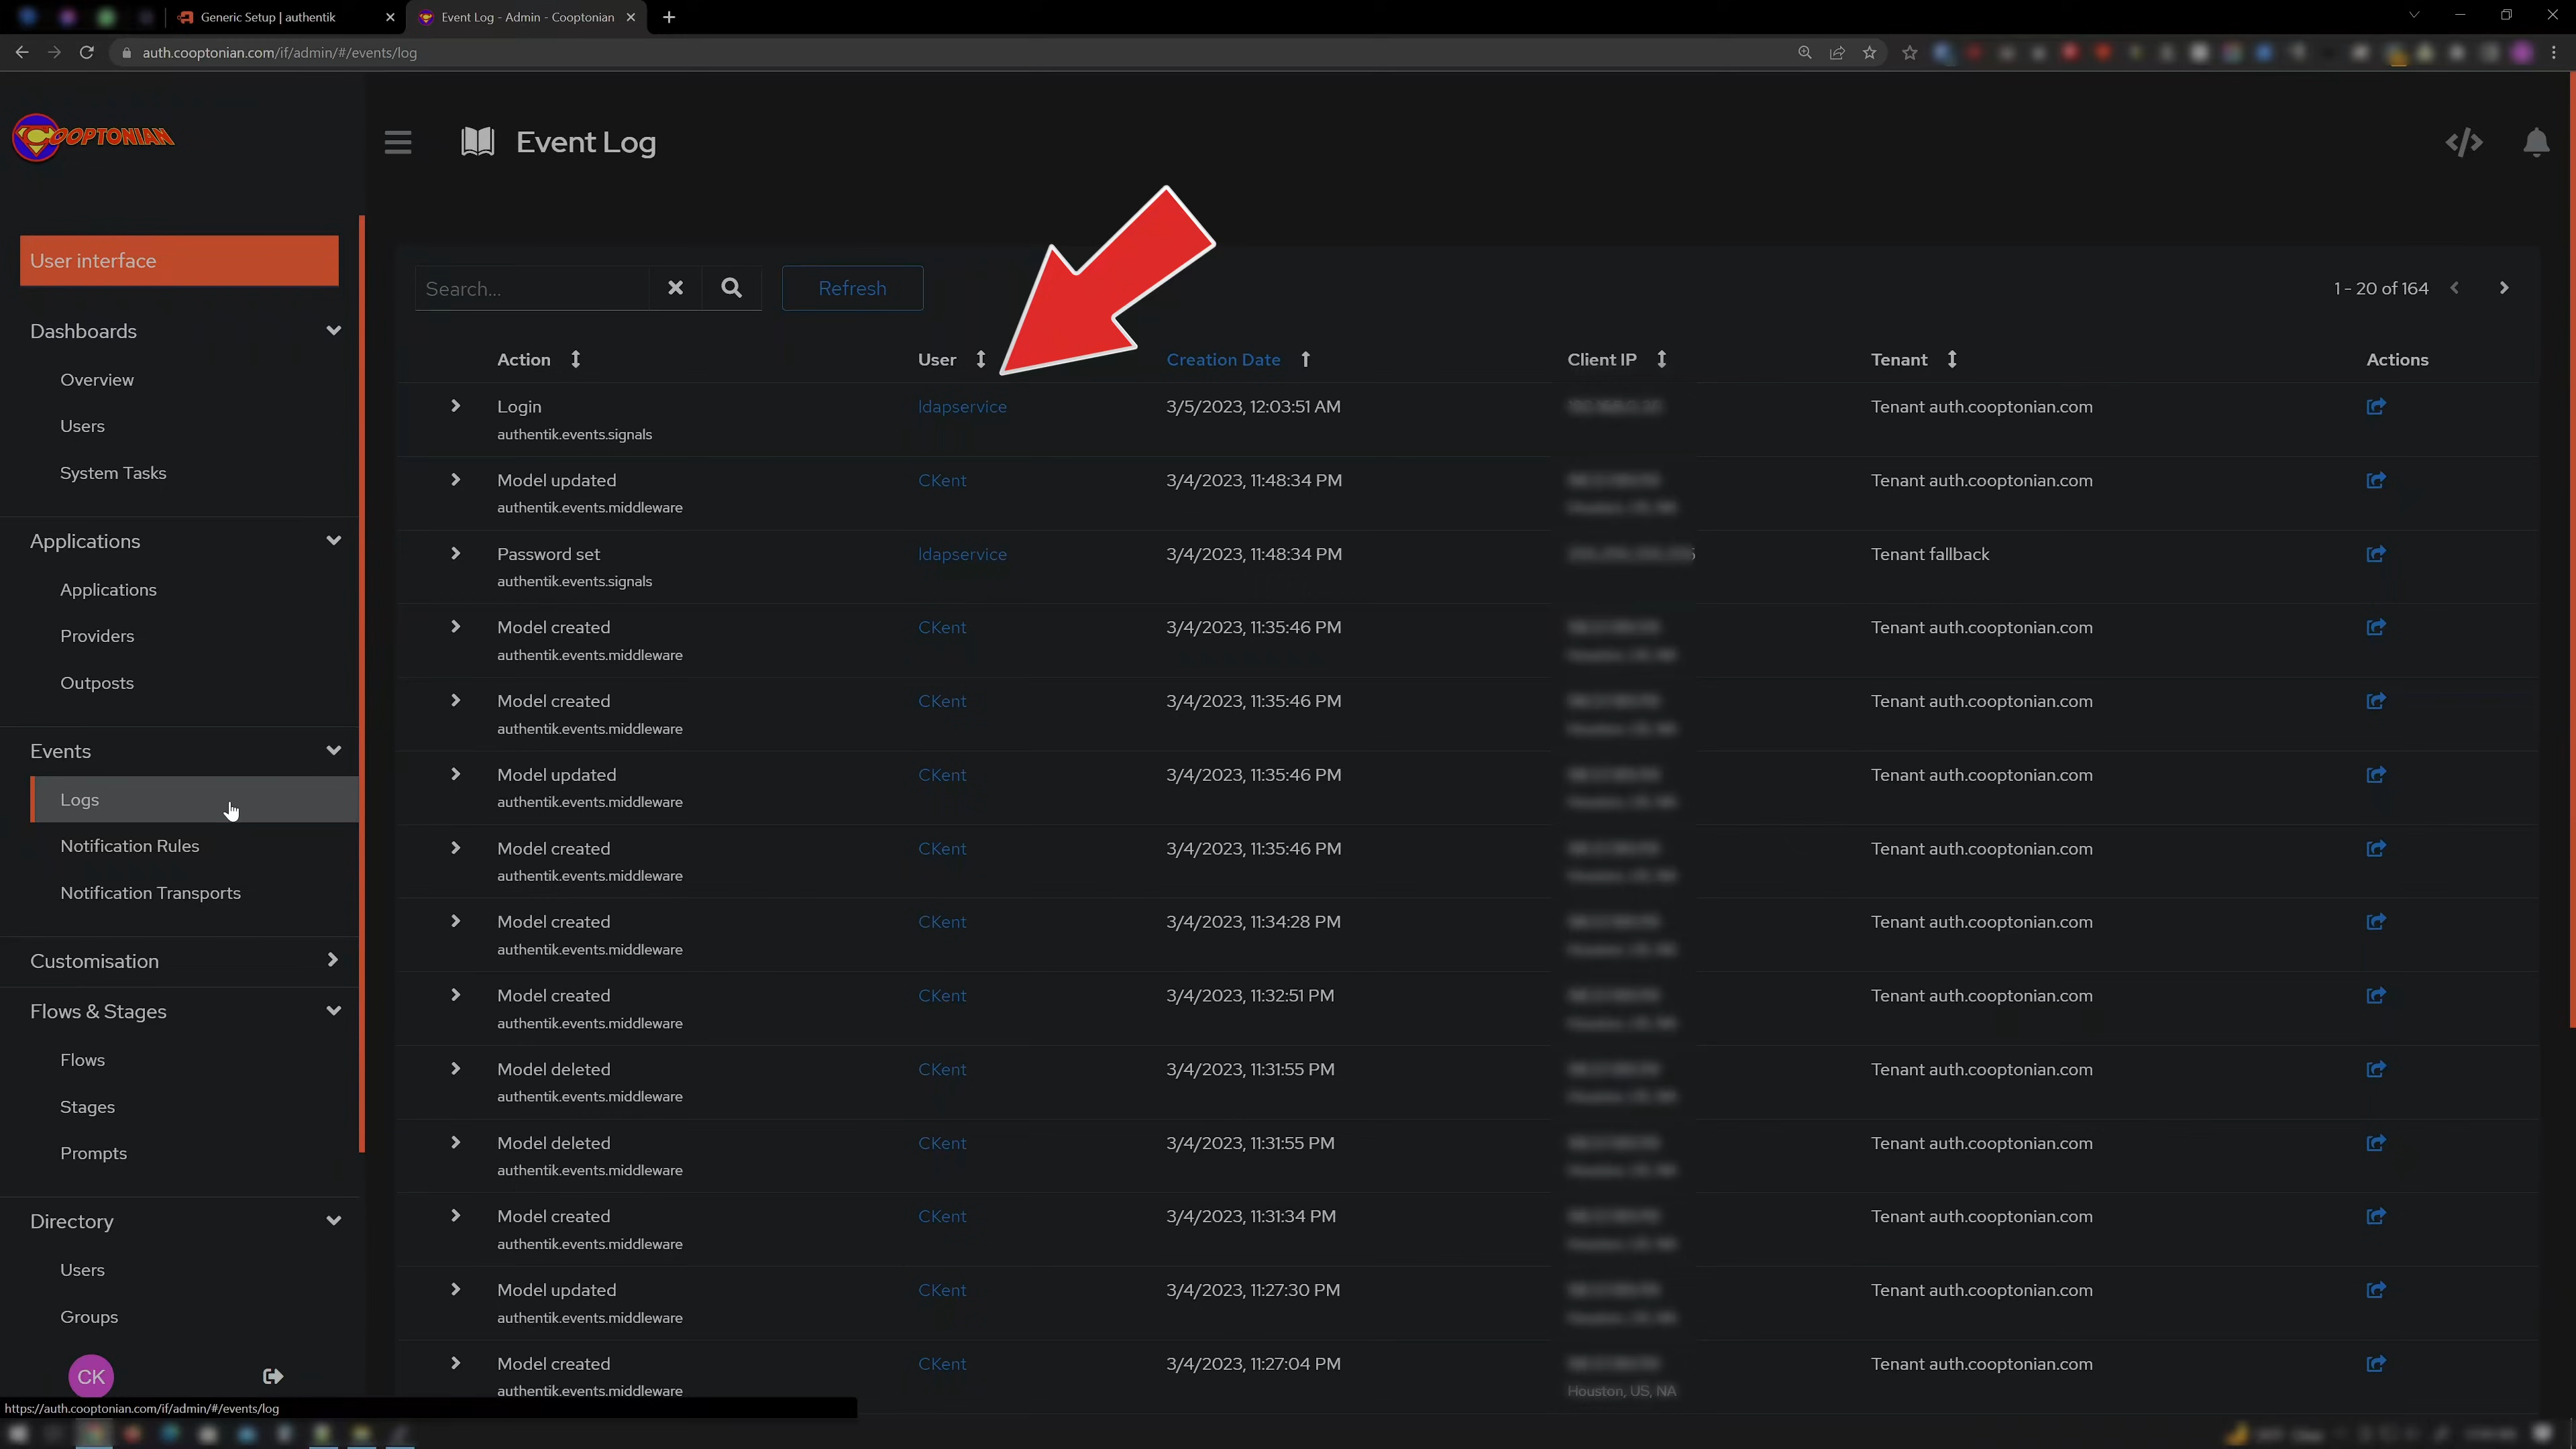 Generic Setup | authentik
Event Log - Admin - Cooptonian
auth.cooptonian.com/if/admin/#/events/log
COOPTONIAN
Event Log
User interface
Search...
Refresh
1 - 20 of 164
Dashboards
Overview
Users
System Tasks
Applications
Applications
Providers
Outposts
Events
Logs
Notification Rules
Notification Transports
Customisation
Flows & Stages
Flows
Stages
Prompts
Directory
Users
Groups
CK
Action User Creation Date Client IP Tenant Actions
Login ldapservice 3/5/2023, 12:03:51 AM Tenant auth.cooptonian.com
authentik.events.signals
Model updated CKent 3/4/2023, 11:48:34 PM Tenant auth.cooptonian.com
authentik.events.middleware
Password set ldapservice 3/4/2023, 11:48:34 PM Tenant fallback
authentik.events.signals
Model created CKent 3/4/2023, 11:35:46 PM Tenant auth.cooptonian.com
authentik.events.middleware
Model created CKent 3/4/2023, 11:35:46 PM Tenant auth.cooptonian.com
authentik.events.middleware
Model updated CKent 3/4/2023, 11:35:46 PM Tenant auth.cooptonian.com
authentik.events.middleware
Model created CKent 3/4/2023, 11:35:46 PM Tenant auth.cooptonian.com
authentik.events.middleware
Model created CKent 3/4/2023, 11:34:28 PM Tenant auth.cooptonian.com
authentik.events.middleware
Model created CKent 3/4/2023, 11:32:51 PM Tenant auth.cooptonian.com
authentik.events.middleware
Model deleted CKent 3/4/2023, 11:31:55 PM Tenant auth.cooptonian.com
authentik.events.middleware
Model deleted CKent 3/4/2023, 11:31:55 PM Tenant auth.cooptonian.com
authentik.events.middleware
Model created CKent 3/4/2023, 11:31:34 PM Tenant auth.cooptonian.com
authentik.events.middleware
Model updated CKent 3/4/2023, 11:27:30 PM Tenant auth.cooptonian.com
authentik.events.middleware
Model created CKent 3/4/2023, 11:27:04 PM Tenant auth.cooptonian.com
authentik.events.middleware Houston, US, NA
https://auth.cooptonian.com/if/admin/#/events/log